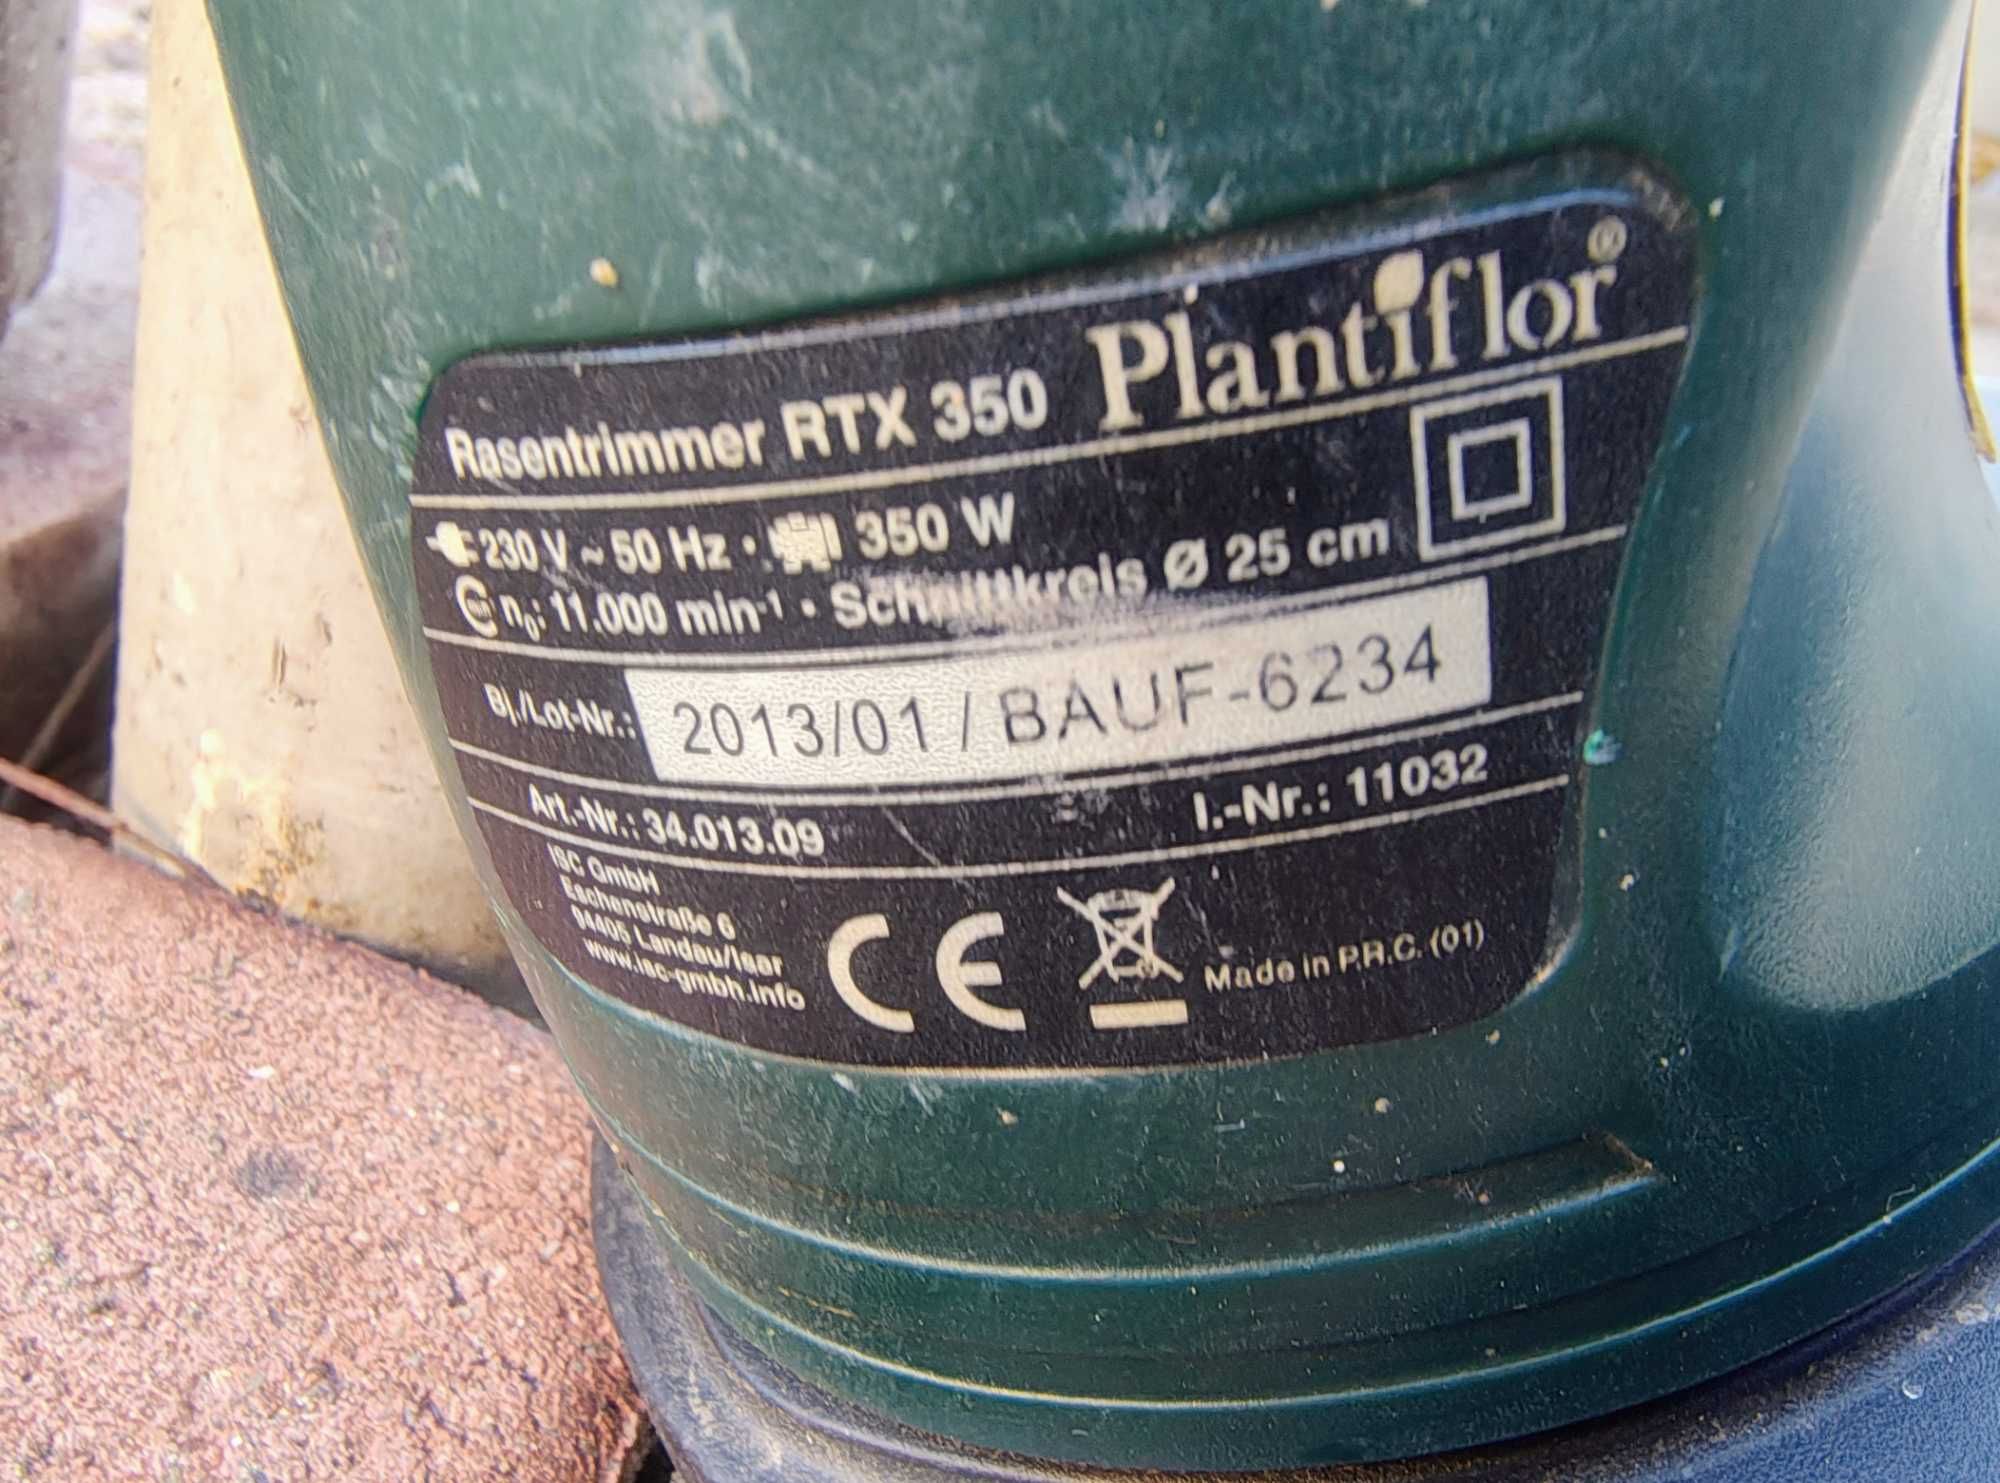 Rasentrimmer RTX 350 Plantiflor®
230 V ~ 50 Hz · 350 W
n₀: 11.000 min⁻¹ · Schnittkreis Ø 25 cm
Bj./Lot-Nr.: 2013/01 / BAUF-6234
Art.-Nr.: 34.013.09 I.-Nr.: 11032
ISC GmbH
Eschenstraße 6
94405 Landau/Isar
www.isc-gmbh.info
CE
Made in P.R.C. (01)